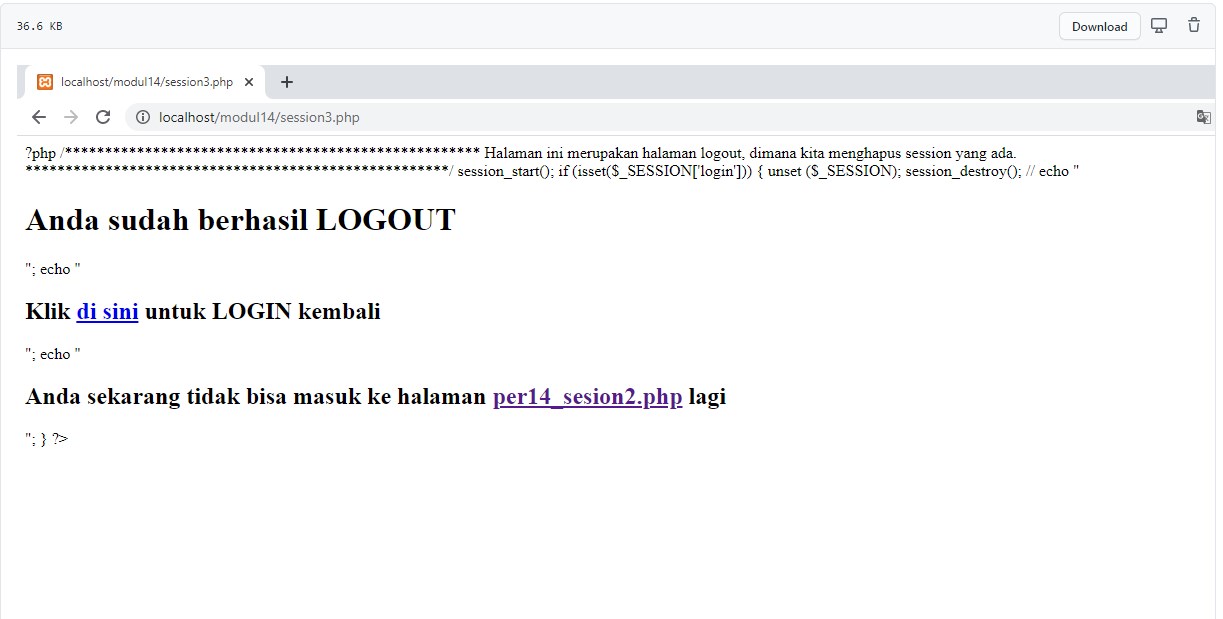 36.6 KB
Download
localhost/modul14/session3.php
localhost/modul14/session3.php
?php /**************************************************** Halaman ini merupakan halaman logout, dimana kita menghapus session yang ada.
*****************************************************/ session_start(); if (isset($_SESSION['login'])) { unset ($_SESSION); session_destroy(); // echo "
Anda sudah berhasil LOGOUT
"; echo "
Klik di sini untuk LOGIN kembali
"; echo "
Anda sekarang tidak bisa masuk ke halaman per14_sesion2.php lagi
"; } ?>